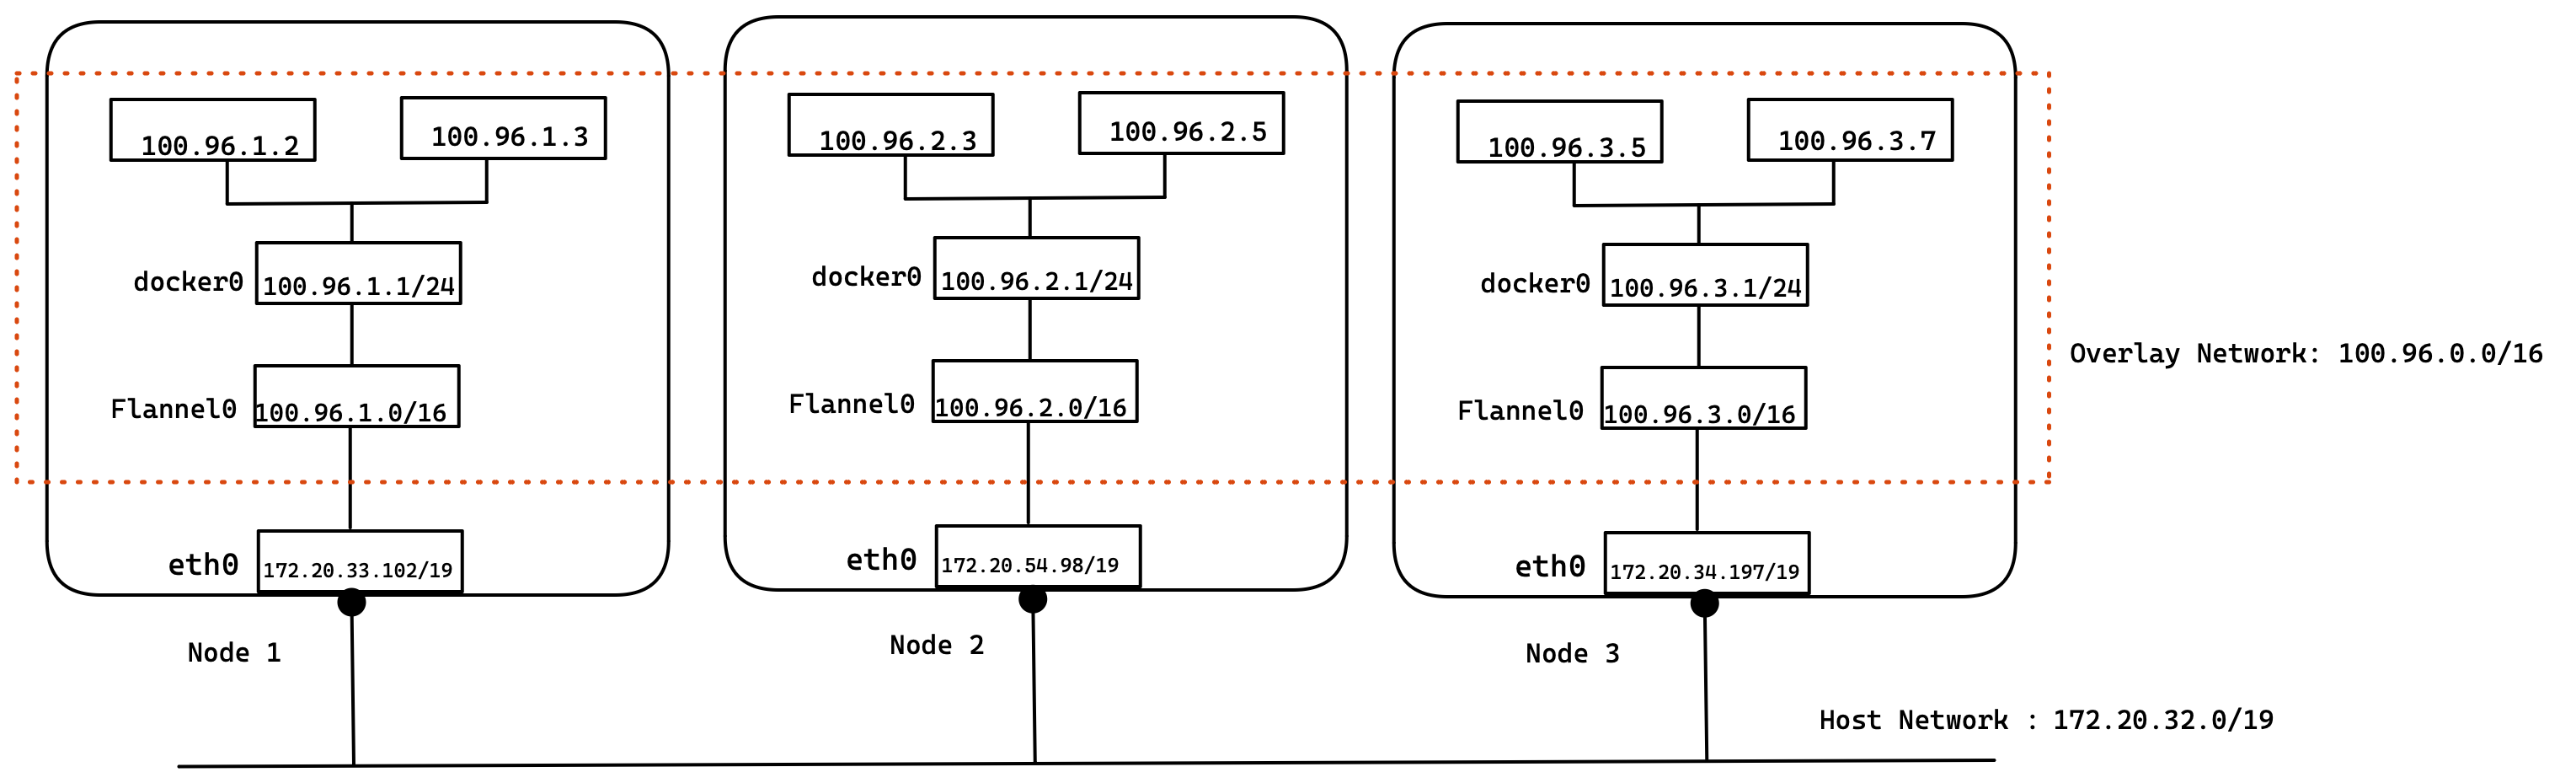 100.96.1.2
100.96.1.3
docker0
100.96.1.1/24
Flannel0
100.96.1.0/16
eth0
172.20.33.102/19
Node 1
100.96.2.3
100.96.2.5
docker0
100.96.2.1/24
Flannel0
100.96.2.0/16
eth0
172.20.54.98/19
Node 2
100.96.3.5
100.96.3.7
docker0
100.96.3.1/24
Flannel0
100.96.3.0/16
eth0
172.20.34.197/19
Node 3
Overlay Network: 100.96.0.0/16
Host Network : 172.20.32.0/19